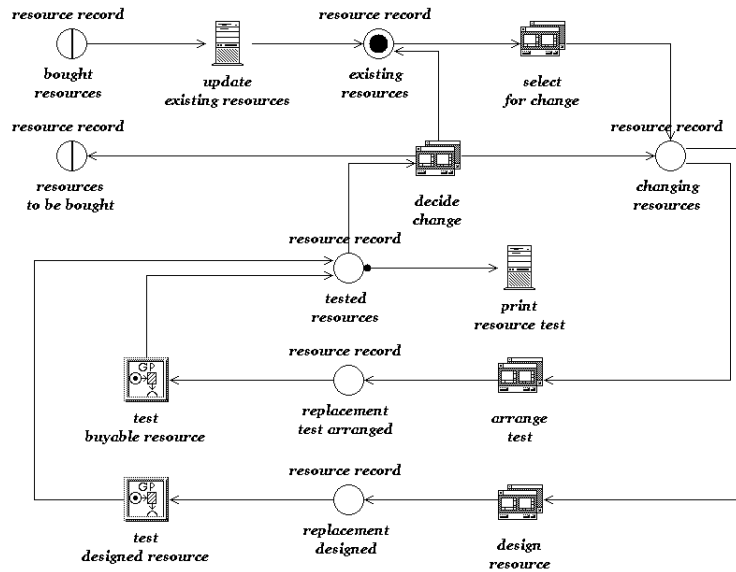 resource record
resource record
bought
resources
update
existing resources
existing
resources
select
for change
resource record
resource record
resources
to be bought
decide
change
changing
resources
resource record
tested
resources
print
resource test
resource record
GP
test
buyable resource
replacement
test arranged
arrange
test
resource record
GP
test
designed resource
replacement
designed
design
resource